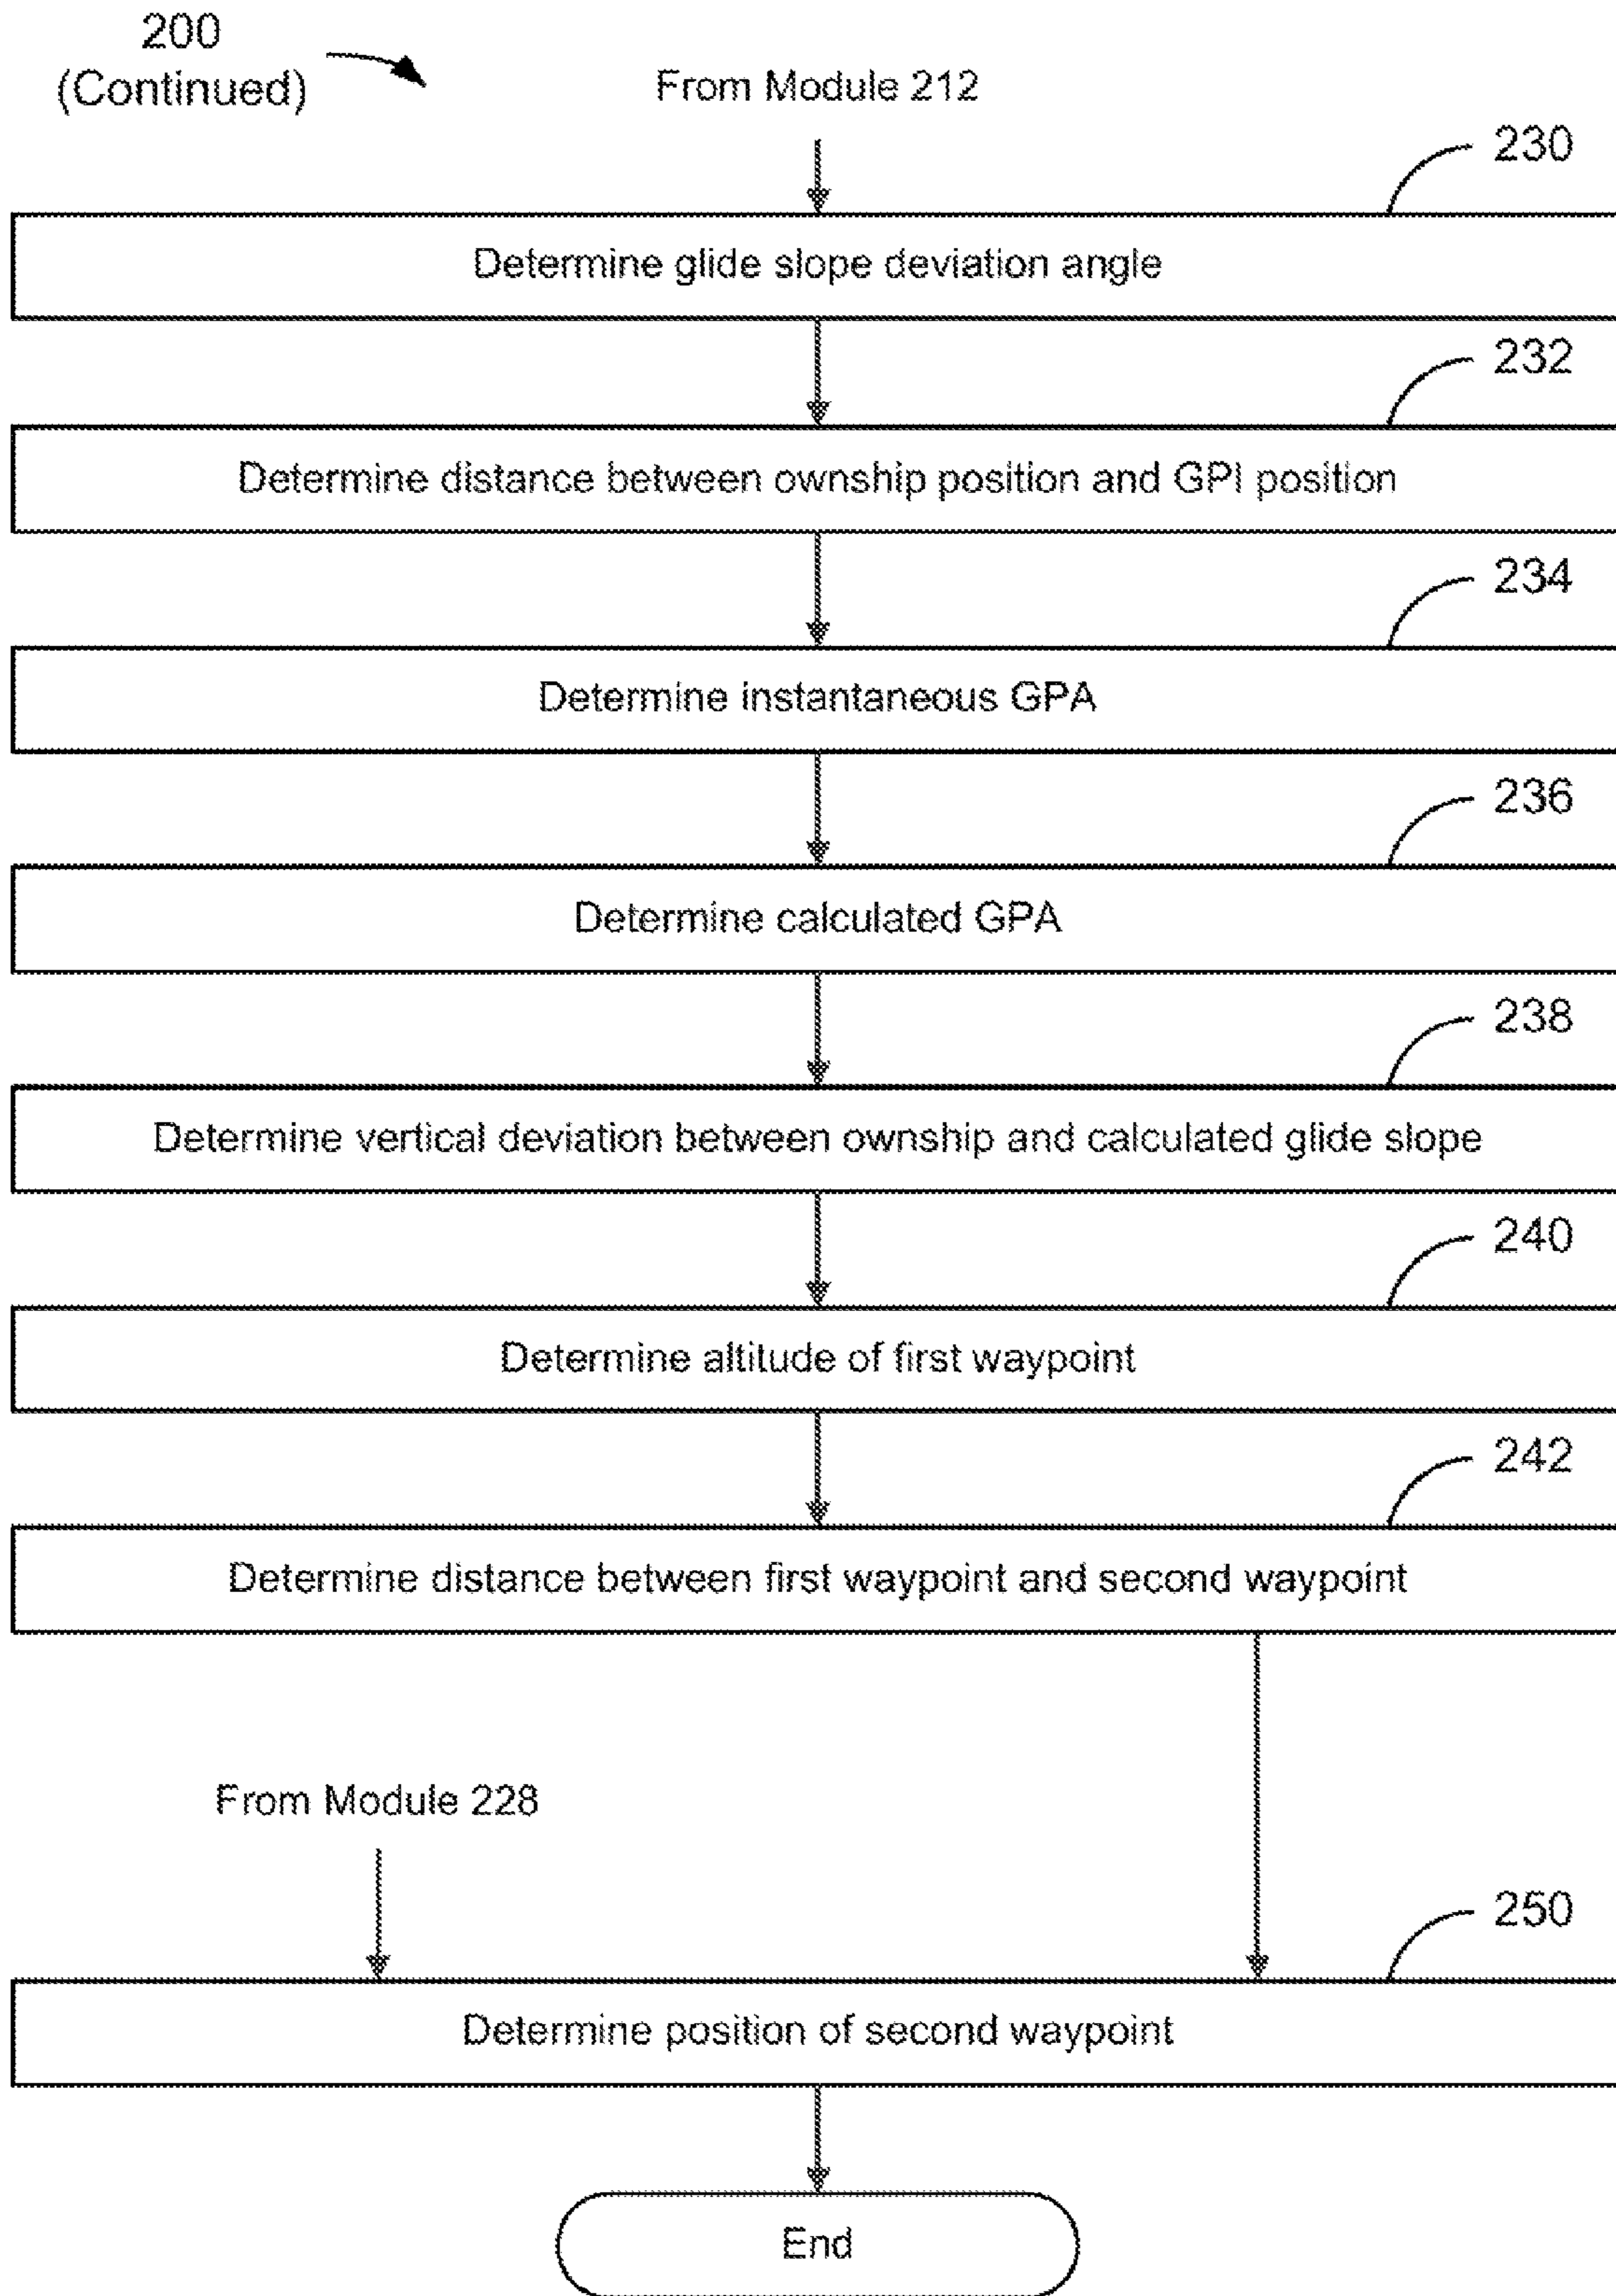 200
(Continued)
From Module 212
230
Determine glide slope deviation angle
232
Determine distance between ownship position and GPI position
234
Determine instantaneous GPA
236
Determine calculated GPA
238
Determine vertical deviation between ownship and calculated glide slope
240
Determine altitude of first waypoint
242
Determine distance between first waypoint and second waypoint
From Module 228
250
Determine position of second waypoint
End